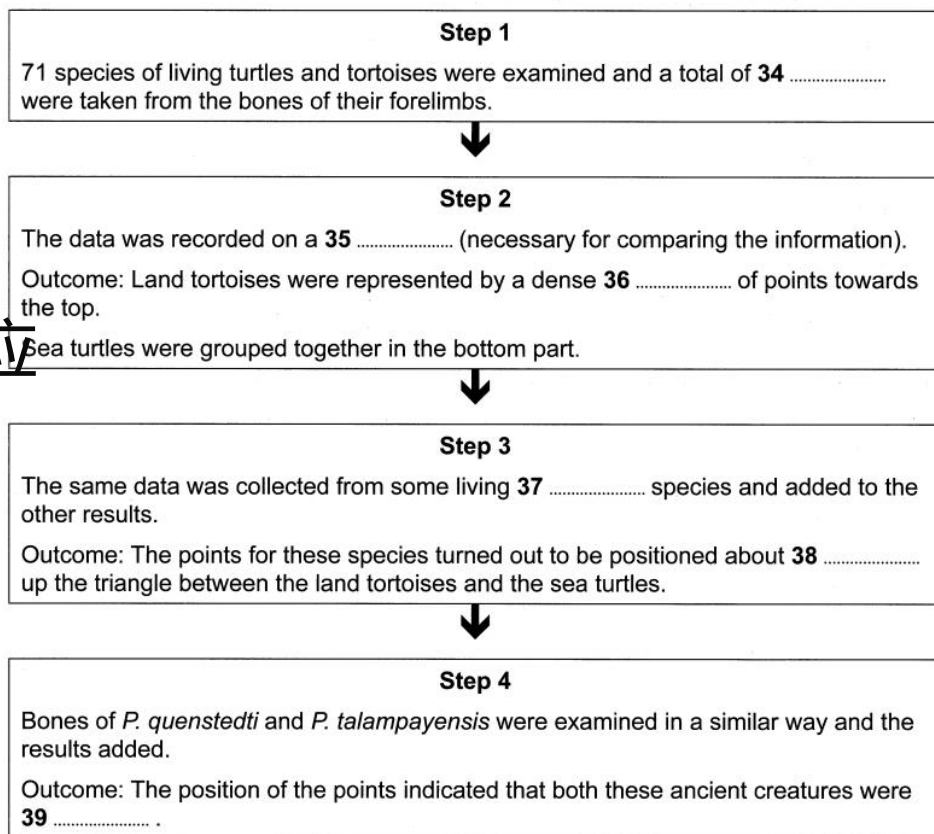 Step 1
71 species of living turtles and tortoises were examined and a total of 34 .....................
were taken from the bones of their forelimbs.
Step 2
The data was recorded on a 35 ..................... (necessary for comparing the information).
Outcome: Land tortoises were represented by a dense 36 ..................... of points towards
the top.
Sea turtles were grouped together in the bottom part.
Step 3
The same data was collected from some living 37 ..................... species and added to the
other results.
Outcome: The points for these species turned out to be positioned about 38 .....................
up the triangle between the land tortoises and the sea turtles.
Step 4
Bones of P. quenstedti and P. talampayensis were examined in a similar way and the
results added.
Outcome: The position of the points indicated that both these ancient creatures were
39 ..................... .